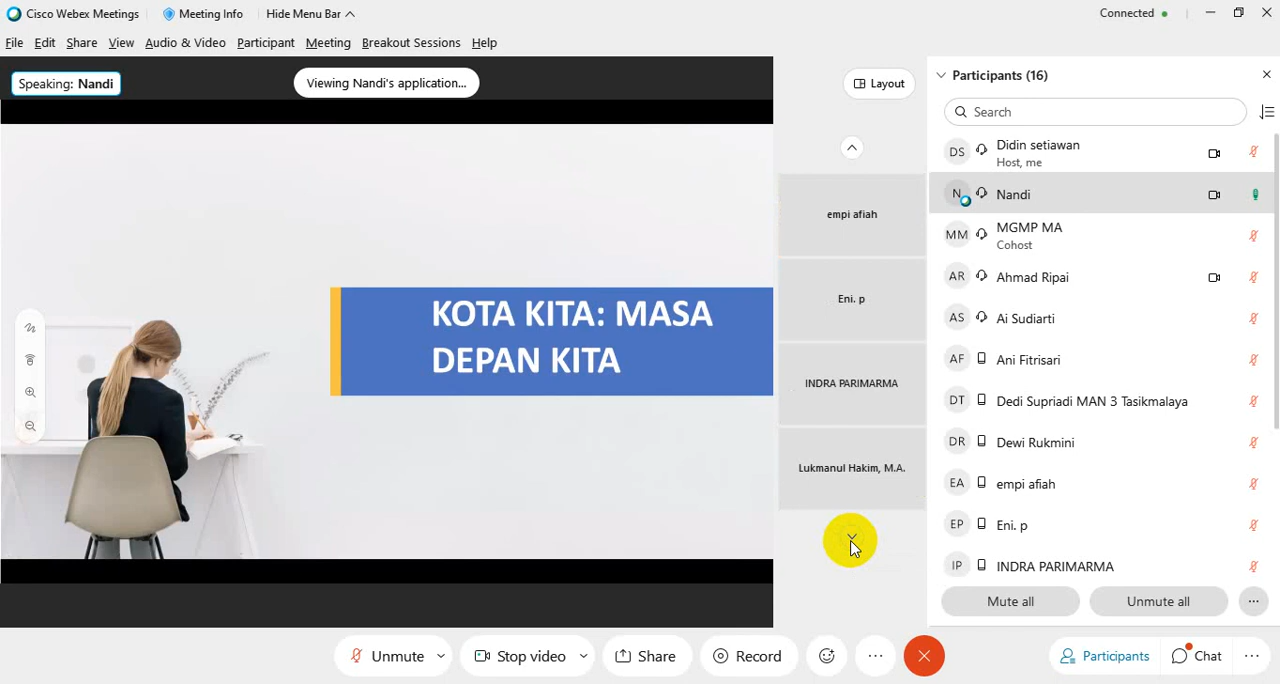 Cisco Webex Meetings Meeting Info Hide Menu Bar
Connected
File Edit Share View Audio & Video Participant Meeting Breakout Sessions Help
Speaking: Nandi
Viewing Nandi's application...
Layout
KOTA KITA: MASA
DEPAN KITA
empi afiah
Eni. p
INDRA PARIMARMA
Lukmanul Hakim, M.A.
Participants (16)
Search
DS Didin setiawan
Host, me
N Nandi
MM MGMP MA
Cohost
AR Ahmad Ripai
AS Ai Sudiarti
AF Ani Fitrisari
DT Dedi Supriadi MAN 3 Tasikmalaya
DR Dewi Rukmini
EA empi afiah
EP Eni. p
IP INDRA PARIMARMA
Mute all Unmute all
Unmute Stop video Share Record Participants Chat